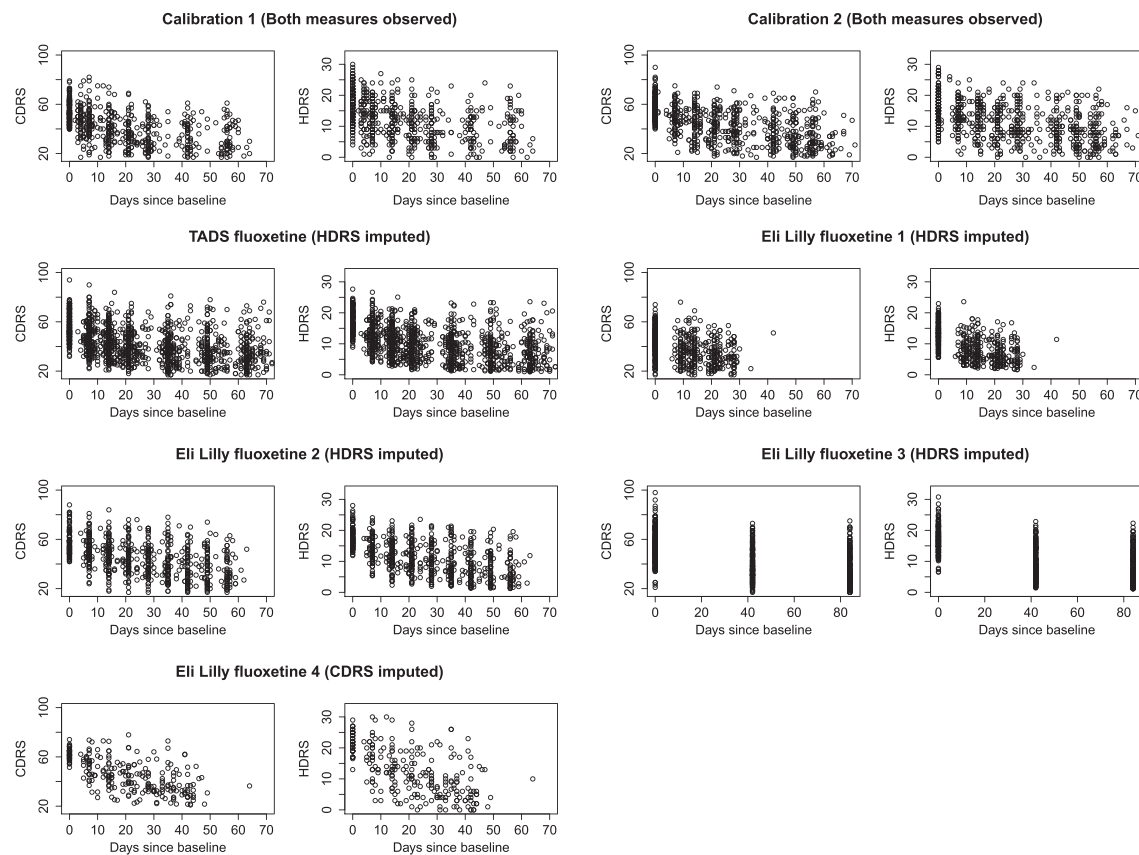 Calibration 1 (Both measures observed)
CDRS
20 60 100
0 10 20 30 40 50 60 70
Days since baseline
HDRS
0 10 20 30
0 10 20 30 40 50 60 70
Days since baseline
Calibration 2 (Both measures observed)
CDRS
20 60 100
0 10 20 30 40 50 60 70
Days since baseline
HDRS
0 10 20 30
0 10 20 30 40 50 60 70
Days since baseline
TADS fluoxetine (HDRS imputed)
CDRS
20 60 100
0 10 20 30 40 50 60 70
Days since baseline
HDRS
0 10 20 30
0 10 20 30 40 50 60 70
Days since baseline
Eli Lilly fluoxetine 1 (HDRS imputed)
CDRS
20 60 100
0 10 20 30 40 50 60 70
Days since baseline
HDRS
0 10 20 30
0 10 20 30 40 50 60 70
Days since baseline
Eli Lilly fluoxetine 2 (HDRS imputed)
CDRS
20 60 100
0 10 20 30 40 50 60 70
Days since baseline
HDRS
0 10 20 30
0 10 20 30 40 50 60 70
Days since baseline
Eli Lilly fluoxetine 3 (HDRS imputed)
CDRS
20 60 100
0 20 40 60 80
Days since baseline
HDRS
0 10 20 30
0 20 40 60 80
Days since baseline
Eli Lilly fluoxetine 4 (CDRS imputed)
CDRS
20 60 100
0 10 20 30 40 50 60 70
Days since baseline
HDRS
0 10 20 30
0 10 20 30 40 50 60 70
Days since baseline